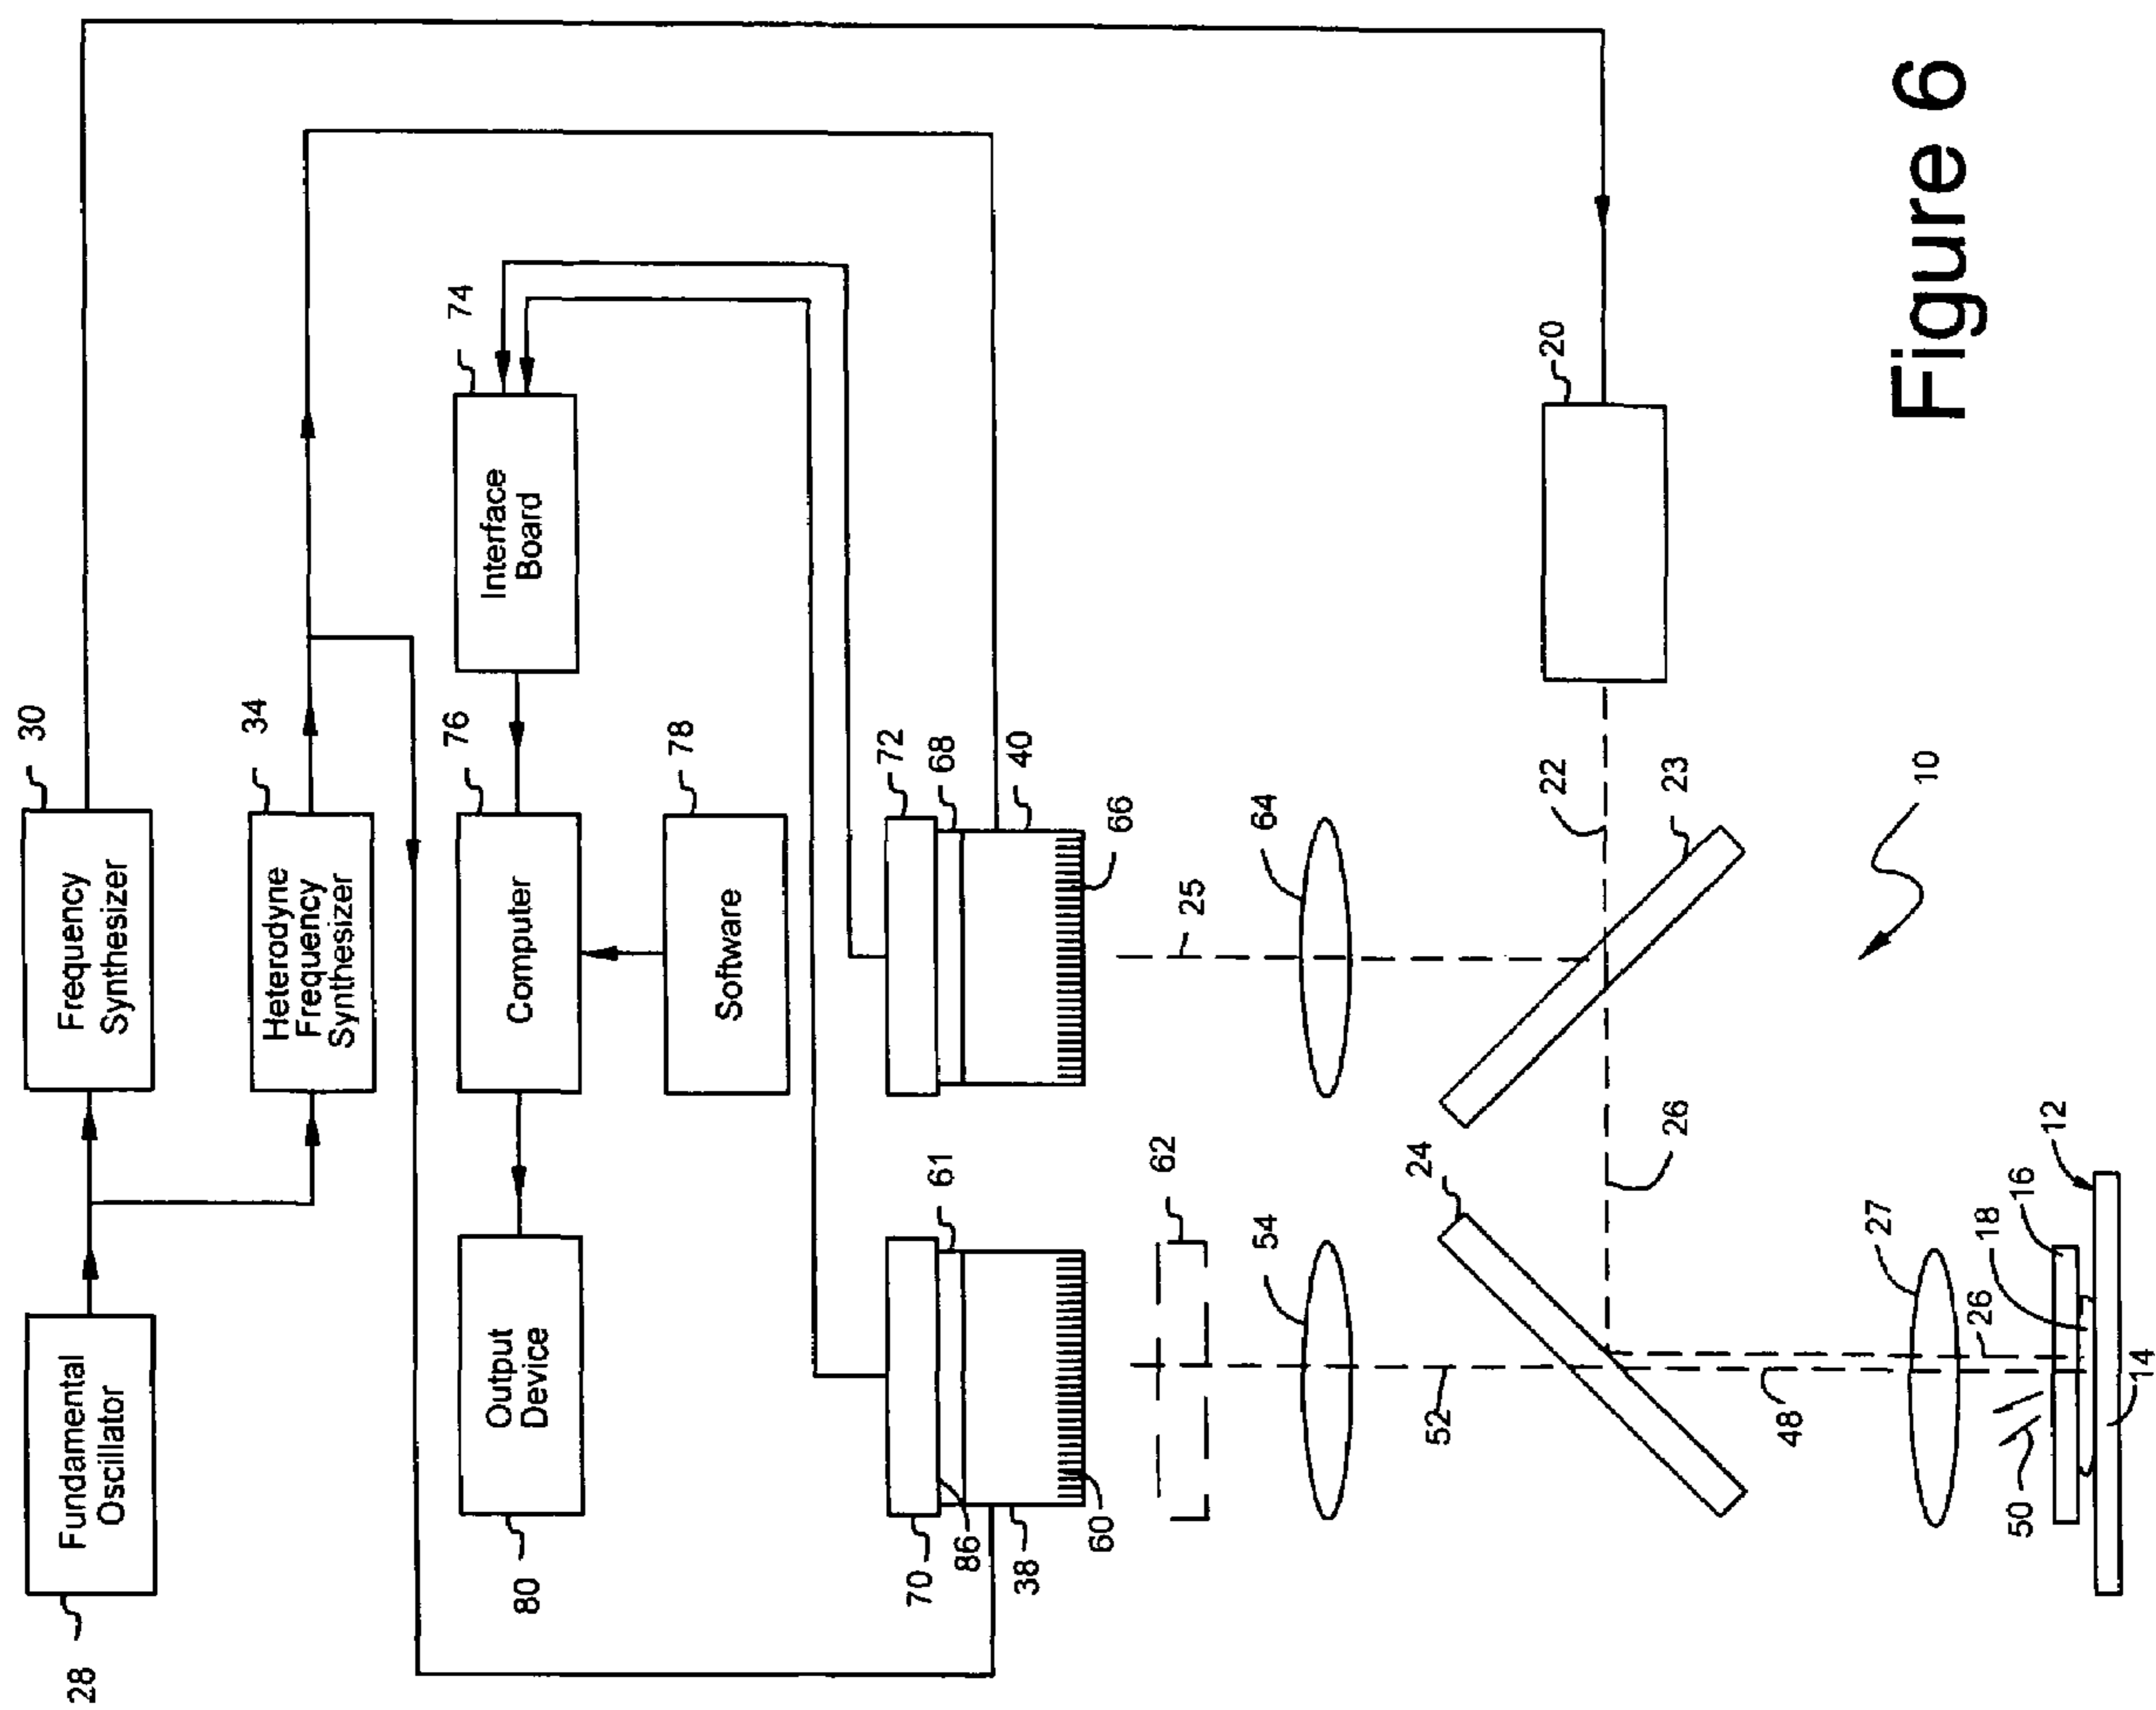 28
Fundamental
Oscillator
Frequency
Synthesizer
30
Heterodyne
Frequency
Synthesizer
34
80
Output
Device
Computer
76
Interface
Board
74
Software
78
70
86
38
60
61
72
68
40
66
62
25
54
64
52
24
22
23
20
26
48
27
10
50
18
26
16
12
14
Figure 6